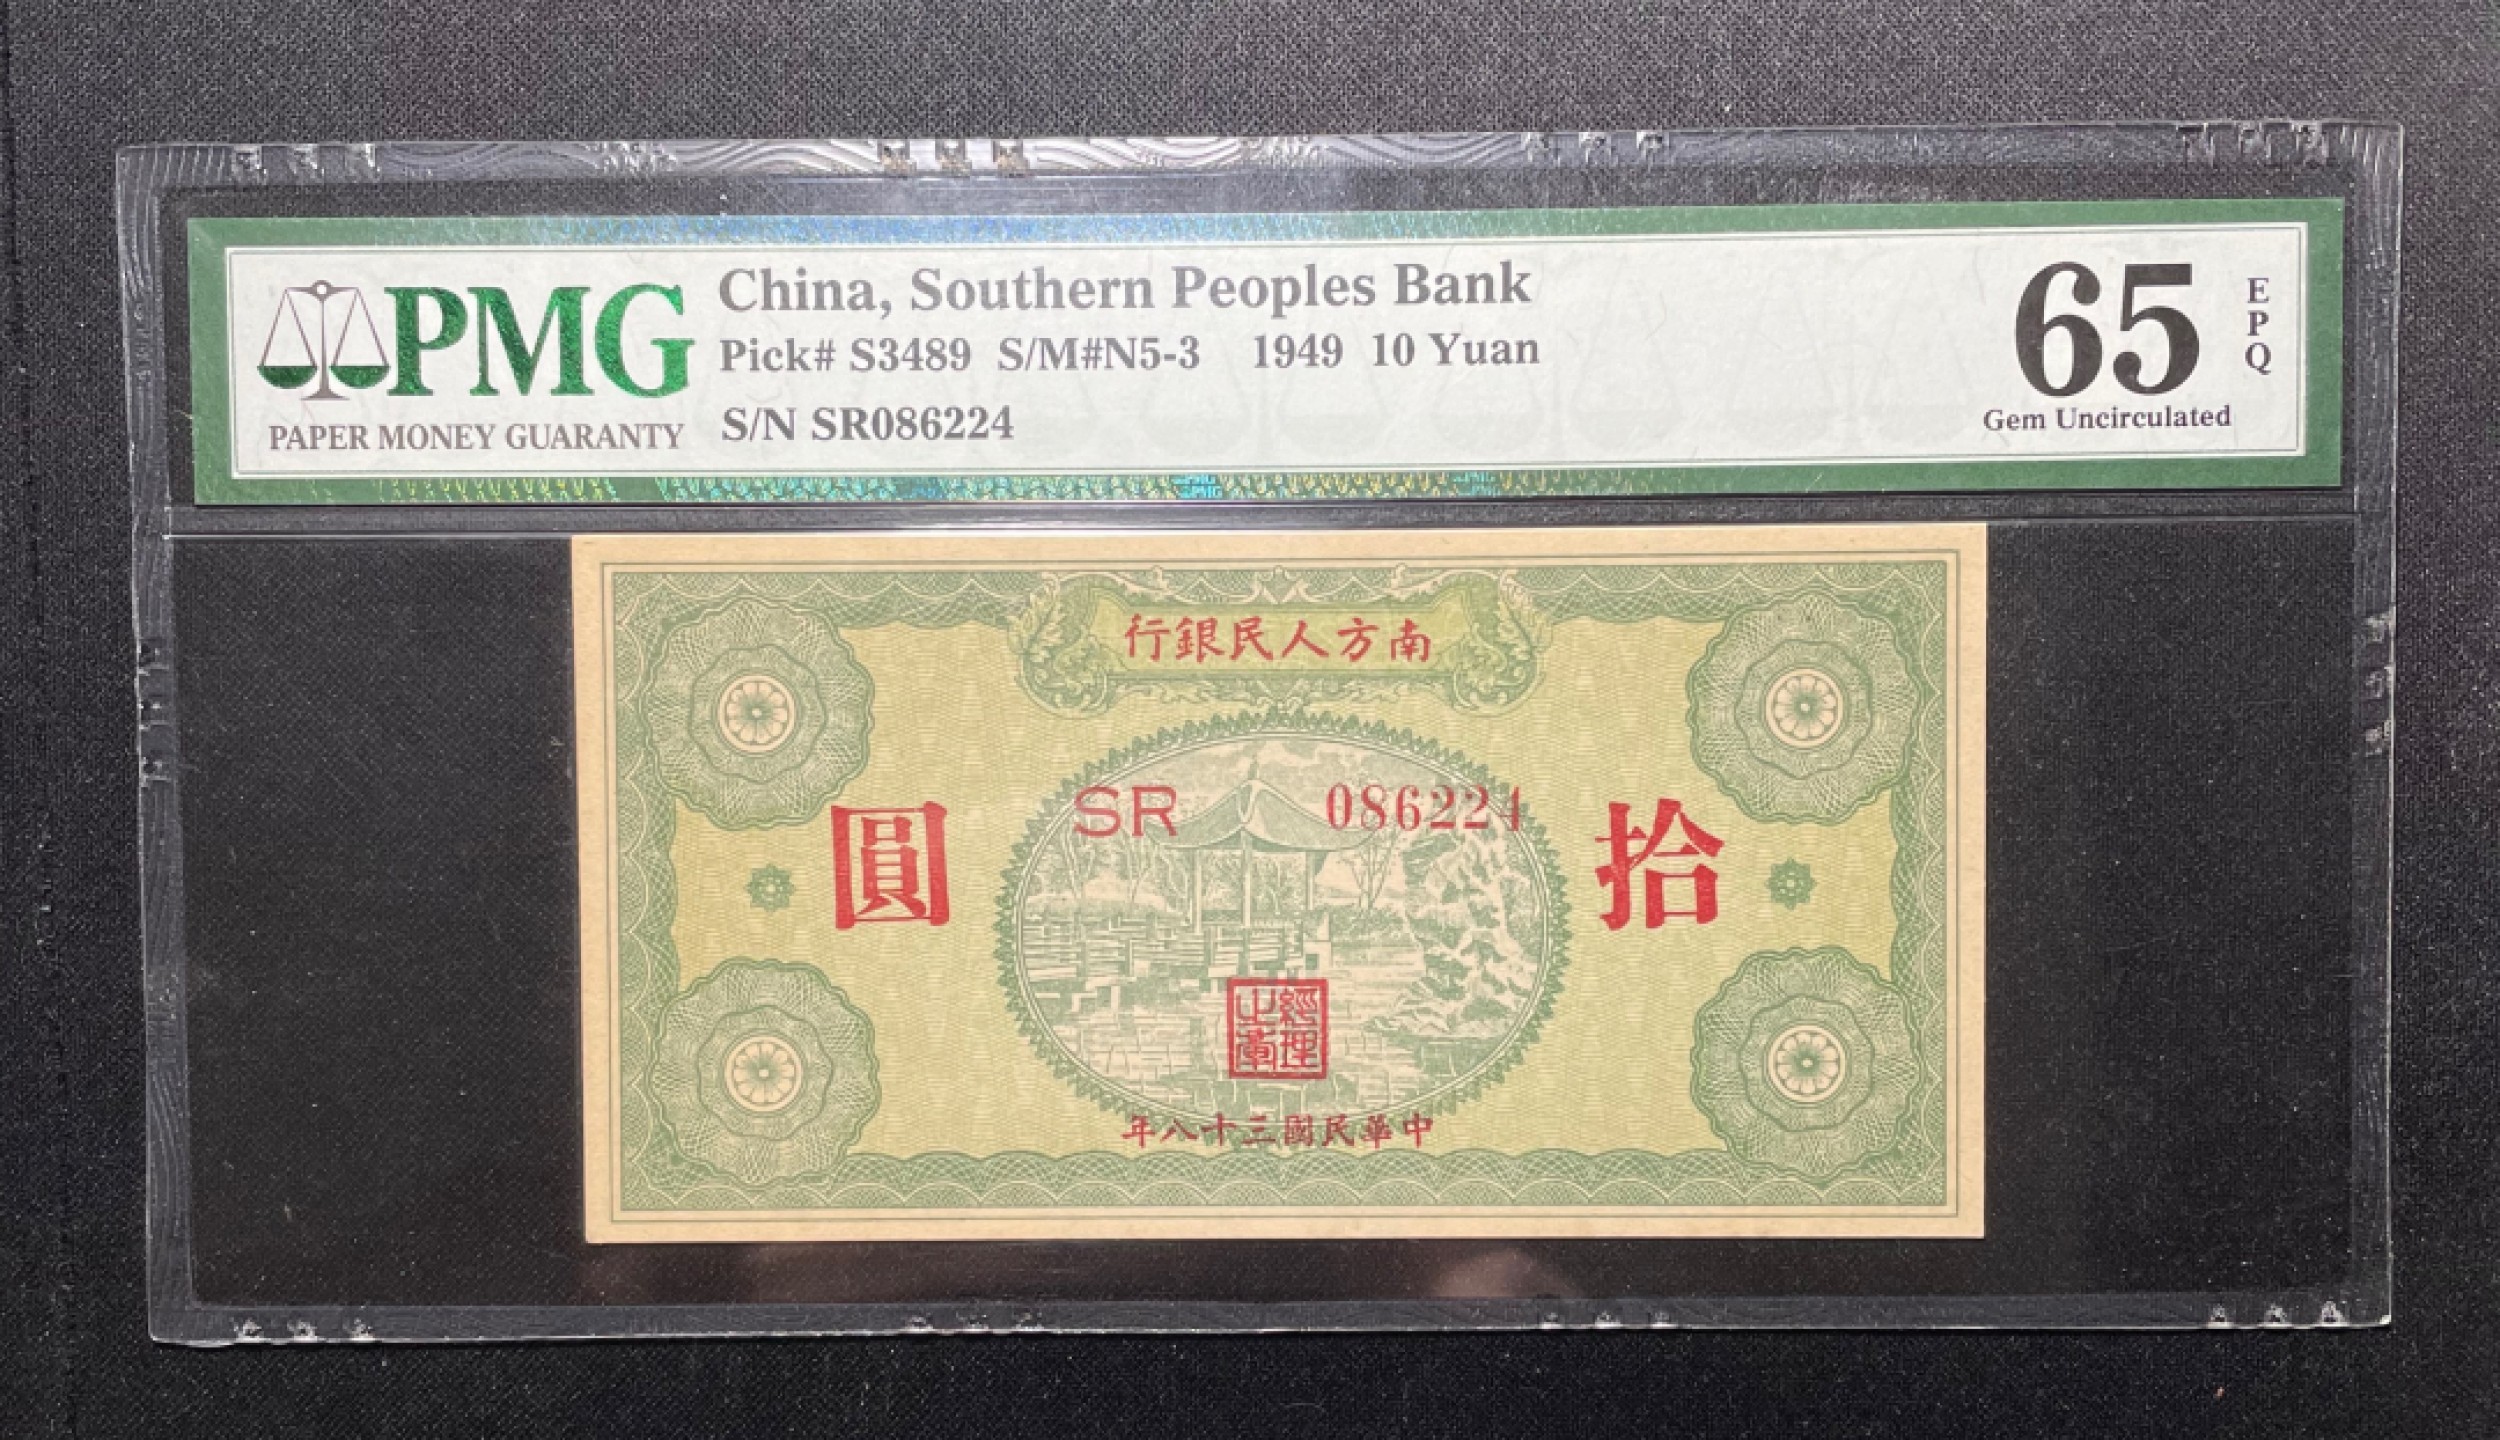 PMG
PAPER MONEY GUARANTY
China, Southern Peoples Bank
Pick# S3489 S/M#N5-3 1949 10 Yuan
S/N SR086224
65
EPQ
Gem Uncirculated
南方人民銀行
SR 086224
拾圓
經理之章
中華民國三十八年